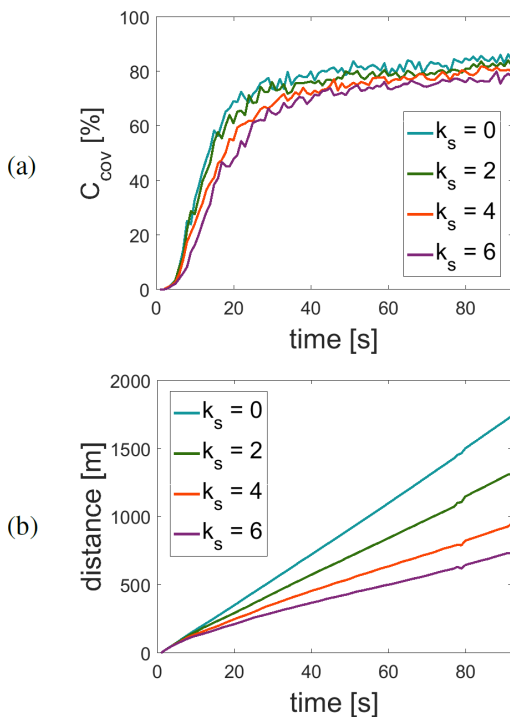 (a)
C_cov [%]
100
80
60
40
20
0
k_s = 0
k_s = 2
k_s = 4
k_s = 6
0 20 40 60 80
time [s]
(b)
distance [m]
2000
1500
1000
500
0
k_s = 0
k_s = 2
k_s = 4
k_s = 6
0 20 40 60 80
time [s]